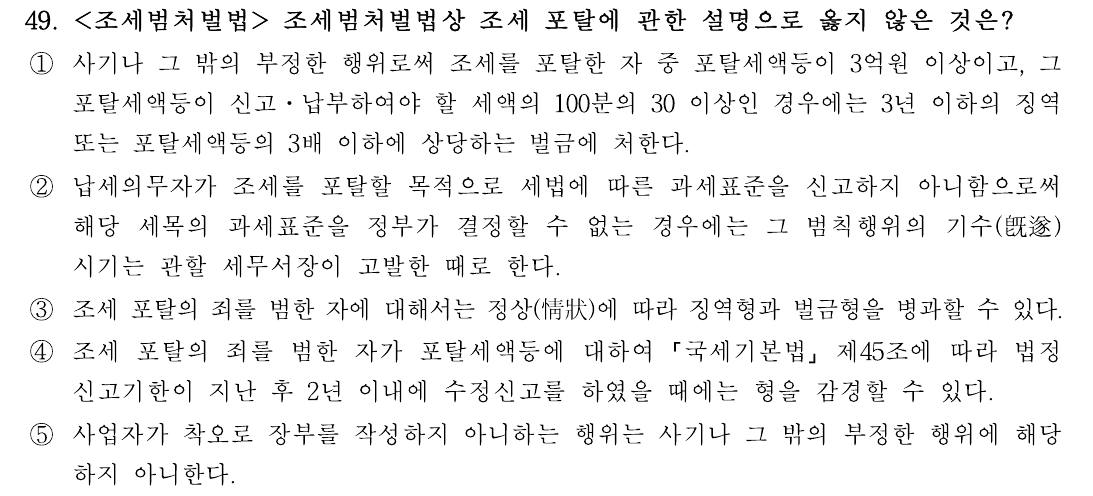 49. <조세범처벌법> 조세범처벌법상 조세 포탈에 관한 설명으로 옳지 않은 것은?
① 사기나 그 밖의 부정한 행위로써 조세를 포탈한 자 중 포탈세액등이 3억원 이상이고, 그
포탈세액등이 신고·납부하여야 할 세액의 100분의 30 이상인 경우에는 3년 이하의 징역
또는 포탈세액등의 3배 이하에 상당하는 벌금에 처한다.
② 납세의무자가 조세를 포탈할 목적으로 세법에 따른 과세표준을 신고하지 아니함으로써
해당 세목의 과세표준을 정부가 결정할 수 없는 경우에는 그 범칙행위의 기수(旣遂)
시기는 관할 세무서장이 고발한 때로 한다.
③ 조세 포탈의 죄를 범한 자에 대해서는 정상(情狀)에 따라 징역형과 벌금형을 병과할 수 있다.
④ 조세 포탈의 죄를 범한 자가 포탈세액등에 대하여 「국세기본법」 제45조에 따라 법정
신고기한이 지난 후 2년 이내에 수정신고를 하였을 때에는 형을 감경할 수 있다.
⑤ 사업자가 착오로 장부를 작성하지 아니하는 행위는 사기나 그 밖의 부정한 행위에 해당
하지 아니한다.